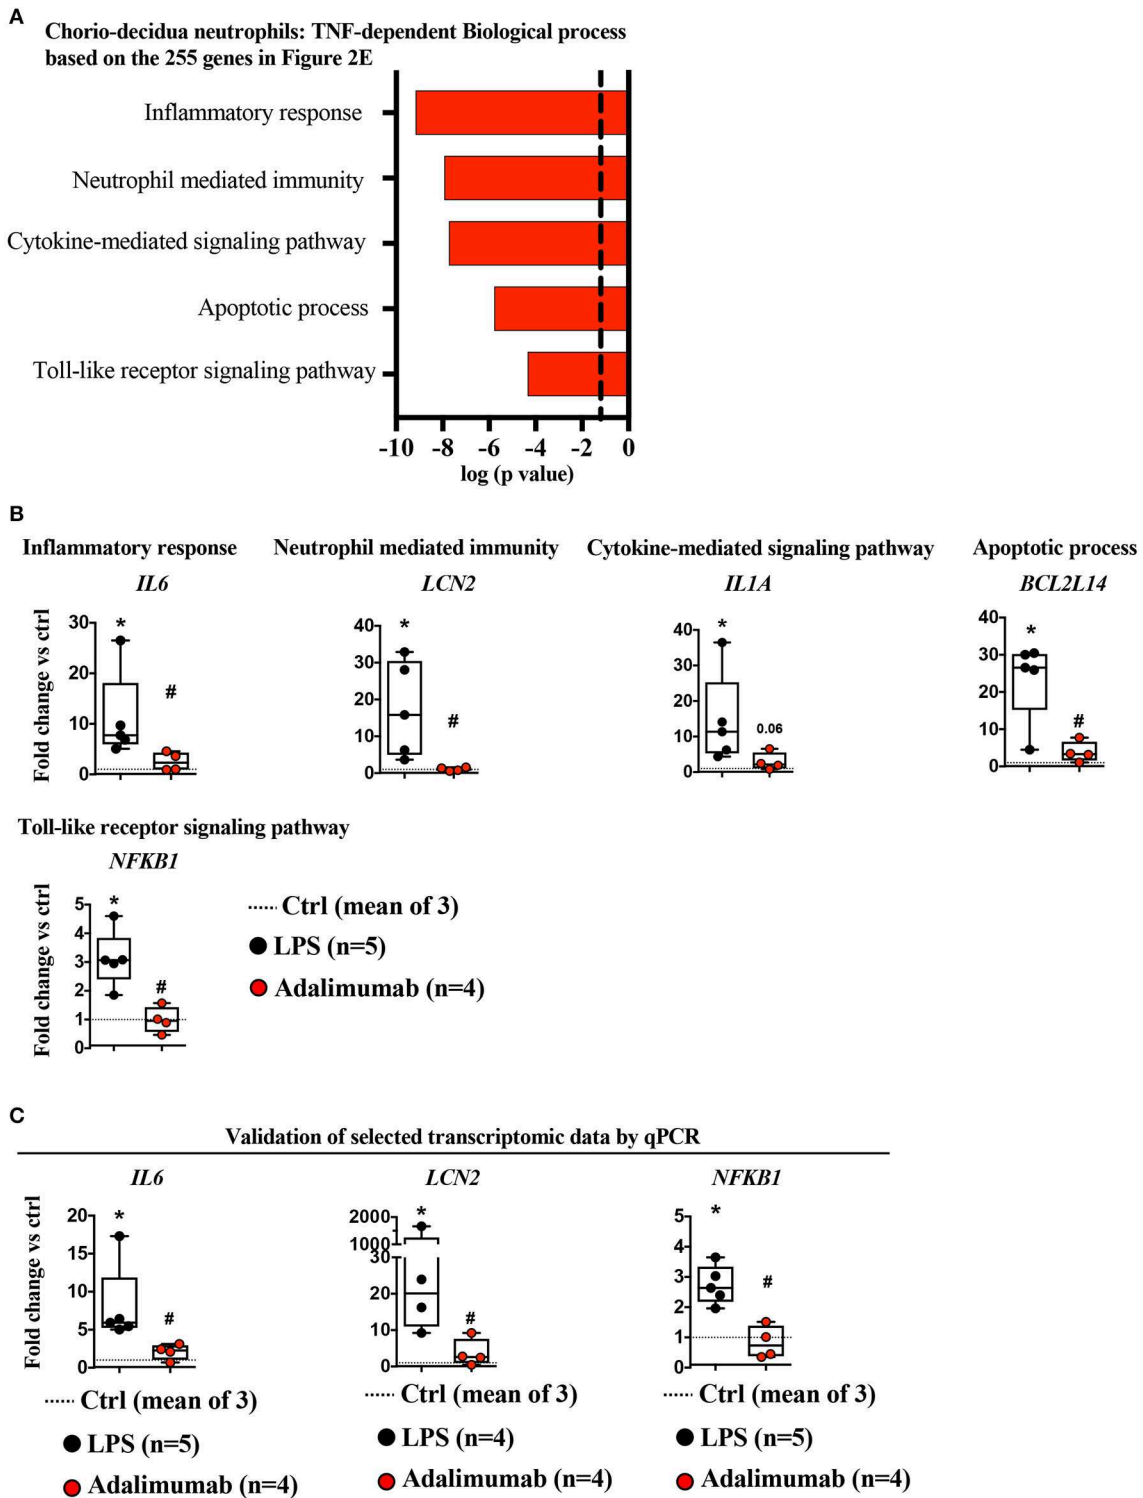 A
Chorio-decidua neutrophils: TNF-dependent Biological process
based on the 255 genes in Figure 2E
Inflammatory response
Neutrophil mediated immunity
Cytokine-mediated signaling pathway
Apoptotic process
Toll-like receptor signaling pathway
-10 -8 -6 -4 -2 0
log (p value)
B
Inflammatory response
IL6
Fold change vs ctrl
30
20
10
0
*
#
Neutrophil mediated immunity
LCN2
40
30
20
10
0
*
#
Cytokine-mediated signaling pathway
IL1A
40
30
20
10
0
*
0.06
Apoptotic process
BCL2L14
40
30
20
10
0
*
#
Toll-like receptor signaling pathway
NFKB1
Fold change vs ctrl
5
4
3
2
1
0
*
#
Ctrl (mean of 3)
LPS (n=5)
Adalimumab (n=4)
C
Validation of selected transcriptomic data by qPCR
IL6
Fold change vs ctrl
20
15
10
5
0
*
#
Ctrl (mean of 3)
LPS (n=5)
Adalimumab (n=4)
LCN2
2000
1000
30
20
10
0
*
#
Ctrl (mean of 3)
LPS (n=4)
Adalimumab (n=4)
NFKB1
5
4
3
2
1
0
*
#
Ctrl (mean of 3)
LPS (n=5)
Adalimumab (n=4)